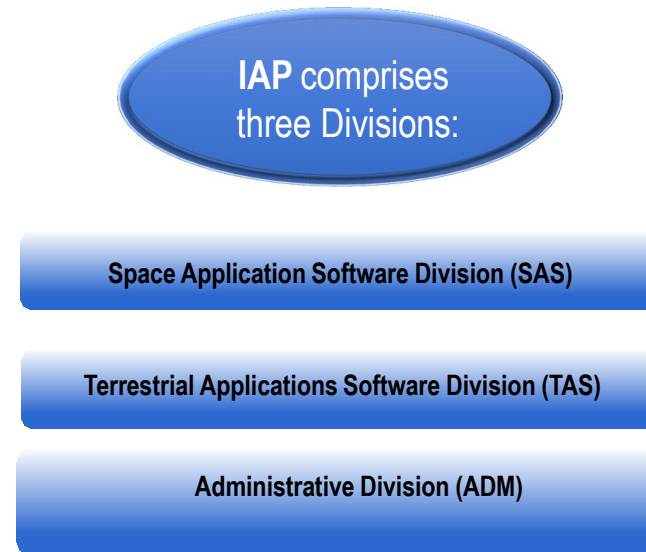 IAP comprises
three Divisions:
Space Application Software Division (SAS)
Terrestrial Applications Software Division (TAS)
Administrative Division (ADM)